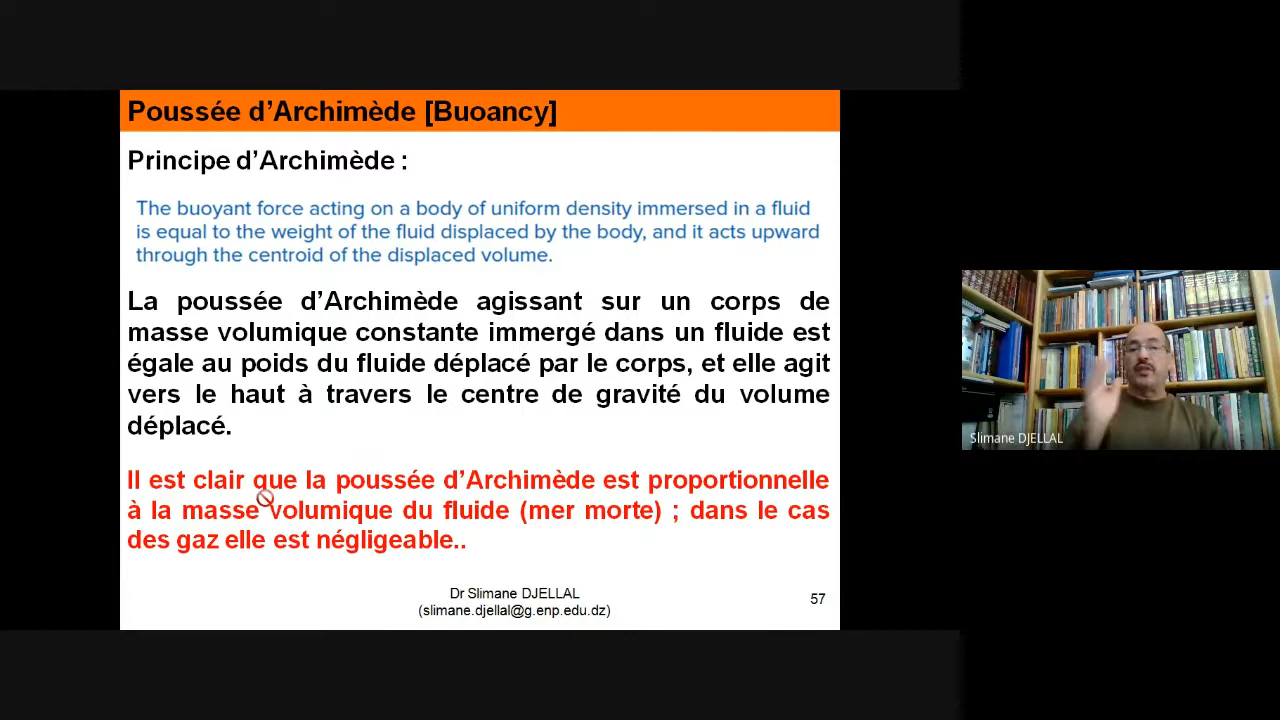 Poussée d’Archimède [Buoancy]
Principe d’Archimède :
The buoyant force acting on a body of uniform density immersed in a fluid
is equal to the weight of the fluid displaced by the body, and it acts upward
through the centroid of the displaced volume.
La poussée d’Archimède agissant sur un corps de
masse volumique constante immergé dans un fluide est
égale au poids du fluide déplacé par le corps, et elle agit
vers le haut à travers le centre de gravité du volume
déplacé.
Il est clair que la poussée d’Archimède est proportionnelle
à la masse volumique du fluide (mer morte) ; dans le cas
des gaz elle est négligeable..
Dr Slimane DJELLAL
(slimane.djellal@g.enp.edu.dz)
57
Slimane DJELLAL